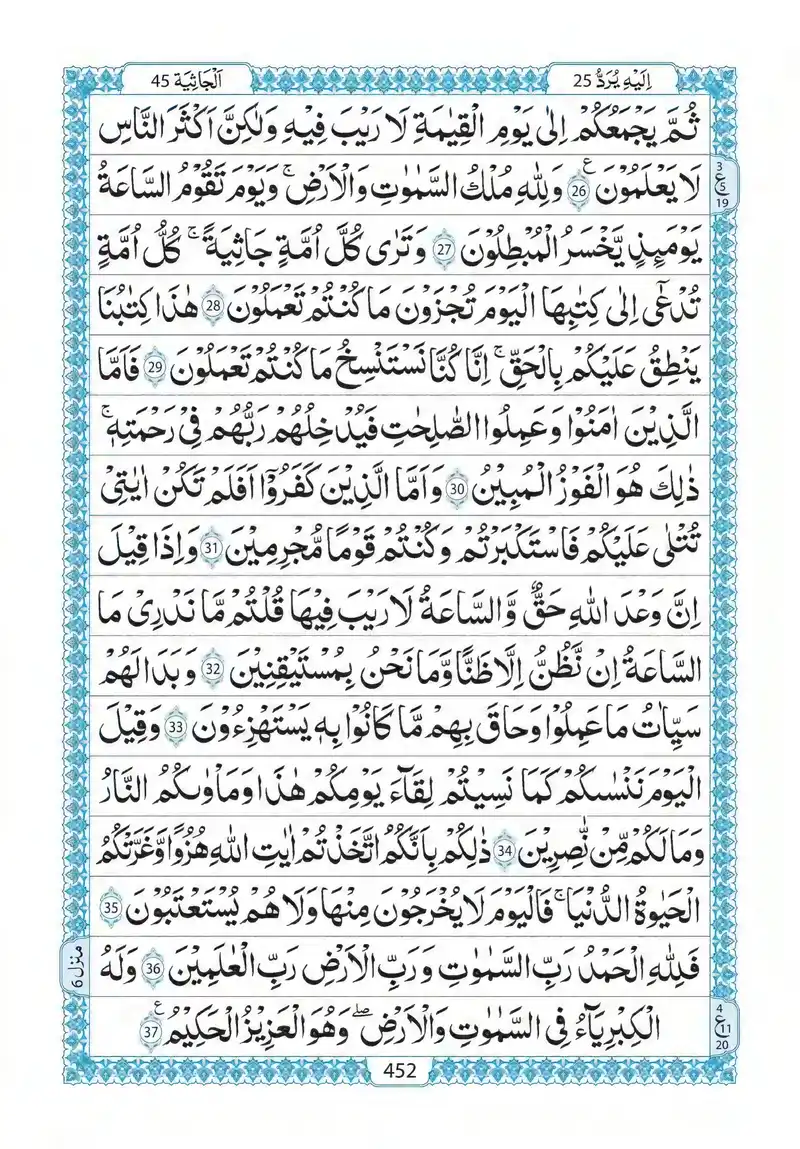 اِلَيْهِ يُرَدُّ 25
اَلْجَاثِيَة 45
ثُمَّ يَجْمَعُكُمْ اِلٰى يَوْمِ الْقِيٰمَةِ لَا رَيْبَ فِيْهِ وَلٰكِنَّ اَكْثَرَ النَّاسِ
لَا يَعْلَمُوْنَ ۧ 26 وَلِلّٰهِ مُلْكُ السَّمٰوٰتِ وَالْاَرْضِ ۚ وَيَوْمَ تَقُوْمُ السَّاعَةُ
3 ع 5 19
يَوْمَئِذٍ يَّخْسَرُ الْمُبْطِلُوْنَ 27 وَتَرٰى كُلَّ اُمَّةٍ جَاثِيَةً ۚ كُلُّ اُمَّةٍ
تُدْعٰٓى اِلٰى كِتٰبِهَا اَلْيَوْمَ تُجْزَوْنَ مَا كُنْتُمْ تَعْمَلُوْنَ 28 هٰذَا كِتٰبُنَا
يَنْطِقُ عَلَيْكُمْ بِالْحَقِّ ۚ اِنَّا كُنَّا نَسْتَنْسِخُ مَا كُنْتُمْ تَعْمَلُوْنَ 29 فَاَمَّا
الَّذِيْنَ اٰمَنُوْا وَعَمِلُوا الصّٰلِحٰتِ فَيُدْخِلُهُمْ رَبُّهُمْ فِيْ رَحْمَتِهٖ ۚ
ذٰلِكَ هُوَ الْفَوْزُ الْمُبِيْنُ 30 وَاَمَّا الَّذِيْنَ كَفَرُوْٓا اَفَلَمْ تَكُنْ اٰيٰتِيْ
تُتْلٰى عَلَيْكُمْ فَاسْتَكْبَرْتُمْ وَكُنْتُمْ قَوْمًا مُّجْرِمِيْنَ 31 وَاِذَا قِيْلَ
اِنَّ وَعْدَ اللّٰهِ حَقٌّ وَّالسَّاعَةُ لَا رَيْبَ فِيْهَا قُلْتُمْ مَّا نَدْرِيْ مَا
السَّاعَةُ اِنْ نَّظُنُّ اِلَّا ظَنًّا وَّمَا نَحْنُ بِمُسْتَيْقِنِيْنَ 32 وَبَدَا لَهُمْ
سَيِّاٰتُ مَا عَمِلُوْا وَحَاقَ بِهِمْ مَّا كَانُوْا بِهٖ يَسْتَهْزِءُوْنَ 33 وَقِيْلَ
الْيَوْمَ نَنْسٰىكُمْ كَمَا نَسِيْتُمْ لِقَآءَ يَوْمِكُمْ هٰذَا وَمَاْوٰىكُمُ النَّارُ
وَمَا لَكُمْ مِّنْ نّٰصِرِيْنَ 34 ذٰلِكُمْ بِاَنَّكُمُ اتَّخَذْتُمْ اٰيٰتِ اللّٰهِ هُزُوًا وَّغَرَّتْكُمُ
الْحَيٰوةُ الدُّنْيَا ۚ فَالْيَوْمَ لَا يُخْرَجُوْنَ مِنْهَا وَلَا هُمْ يُسْتَعْتَبُوْنَ 35
فَلِلّٰهِ الْحَمْدُ رَبِّ السَّمٰوٰتِ وَرَبِّ الْاَرْضِ رَبِّ الْعٰلَمِيْنَ 36 وَلَهُ
منزل 6
الْكِبْرِيَآءُ فِى السَّمٰوٰتِ وَالْاَرْضِ ۖ وَهُوَ الْعَزِيْزُ الْحَكِيْمُ ۧ 37
4 ع 11 20
452